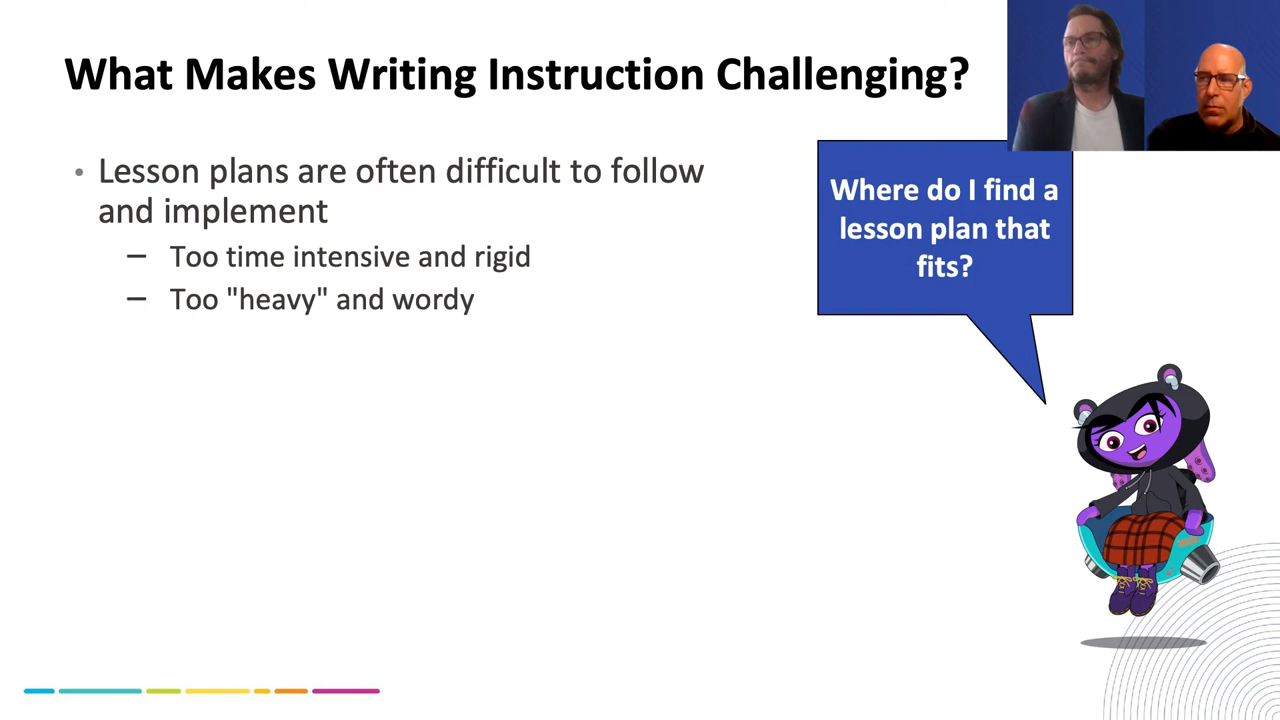 What Makes Writing Instruction Challenging?
• Lesson plans are often difficult to follow
and implement
– Too time intensive and rigid
– Too "heavy" and wordy
Where do I find a
lesson plan that
fits?